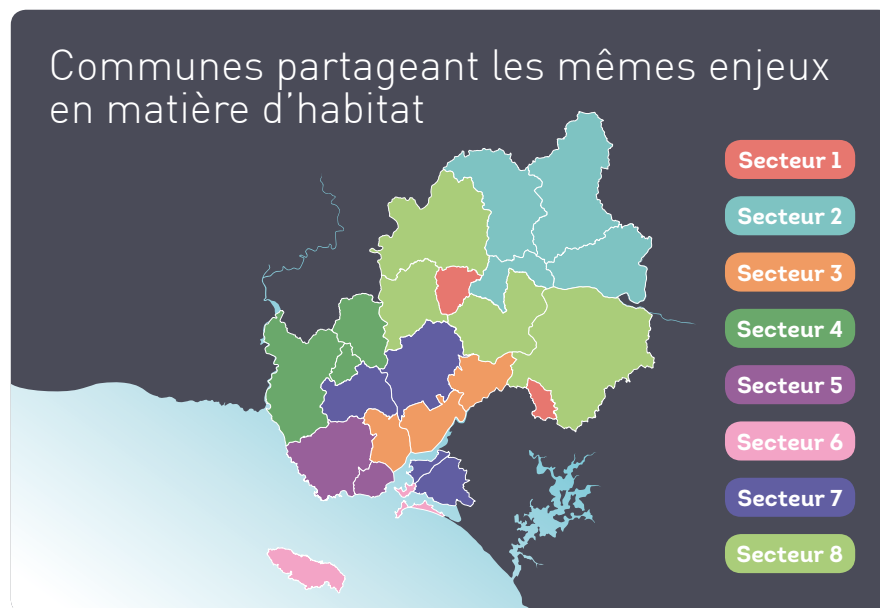 Communes partageant les mêmes enjeux
en matière d’habitat
Secteur 1
Secteur 2
Secteur 3
Secteur 4
Secteur 5
Secteur 6
Secteur 7
Secteur 8